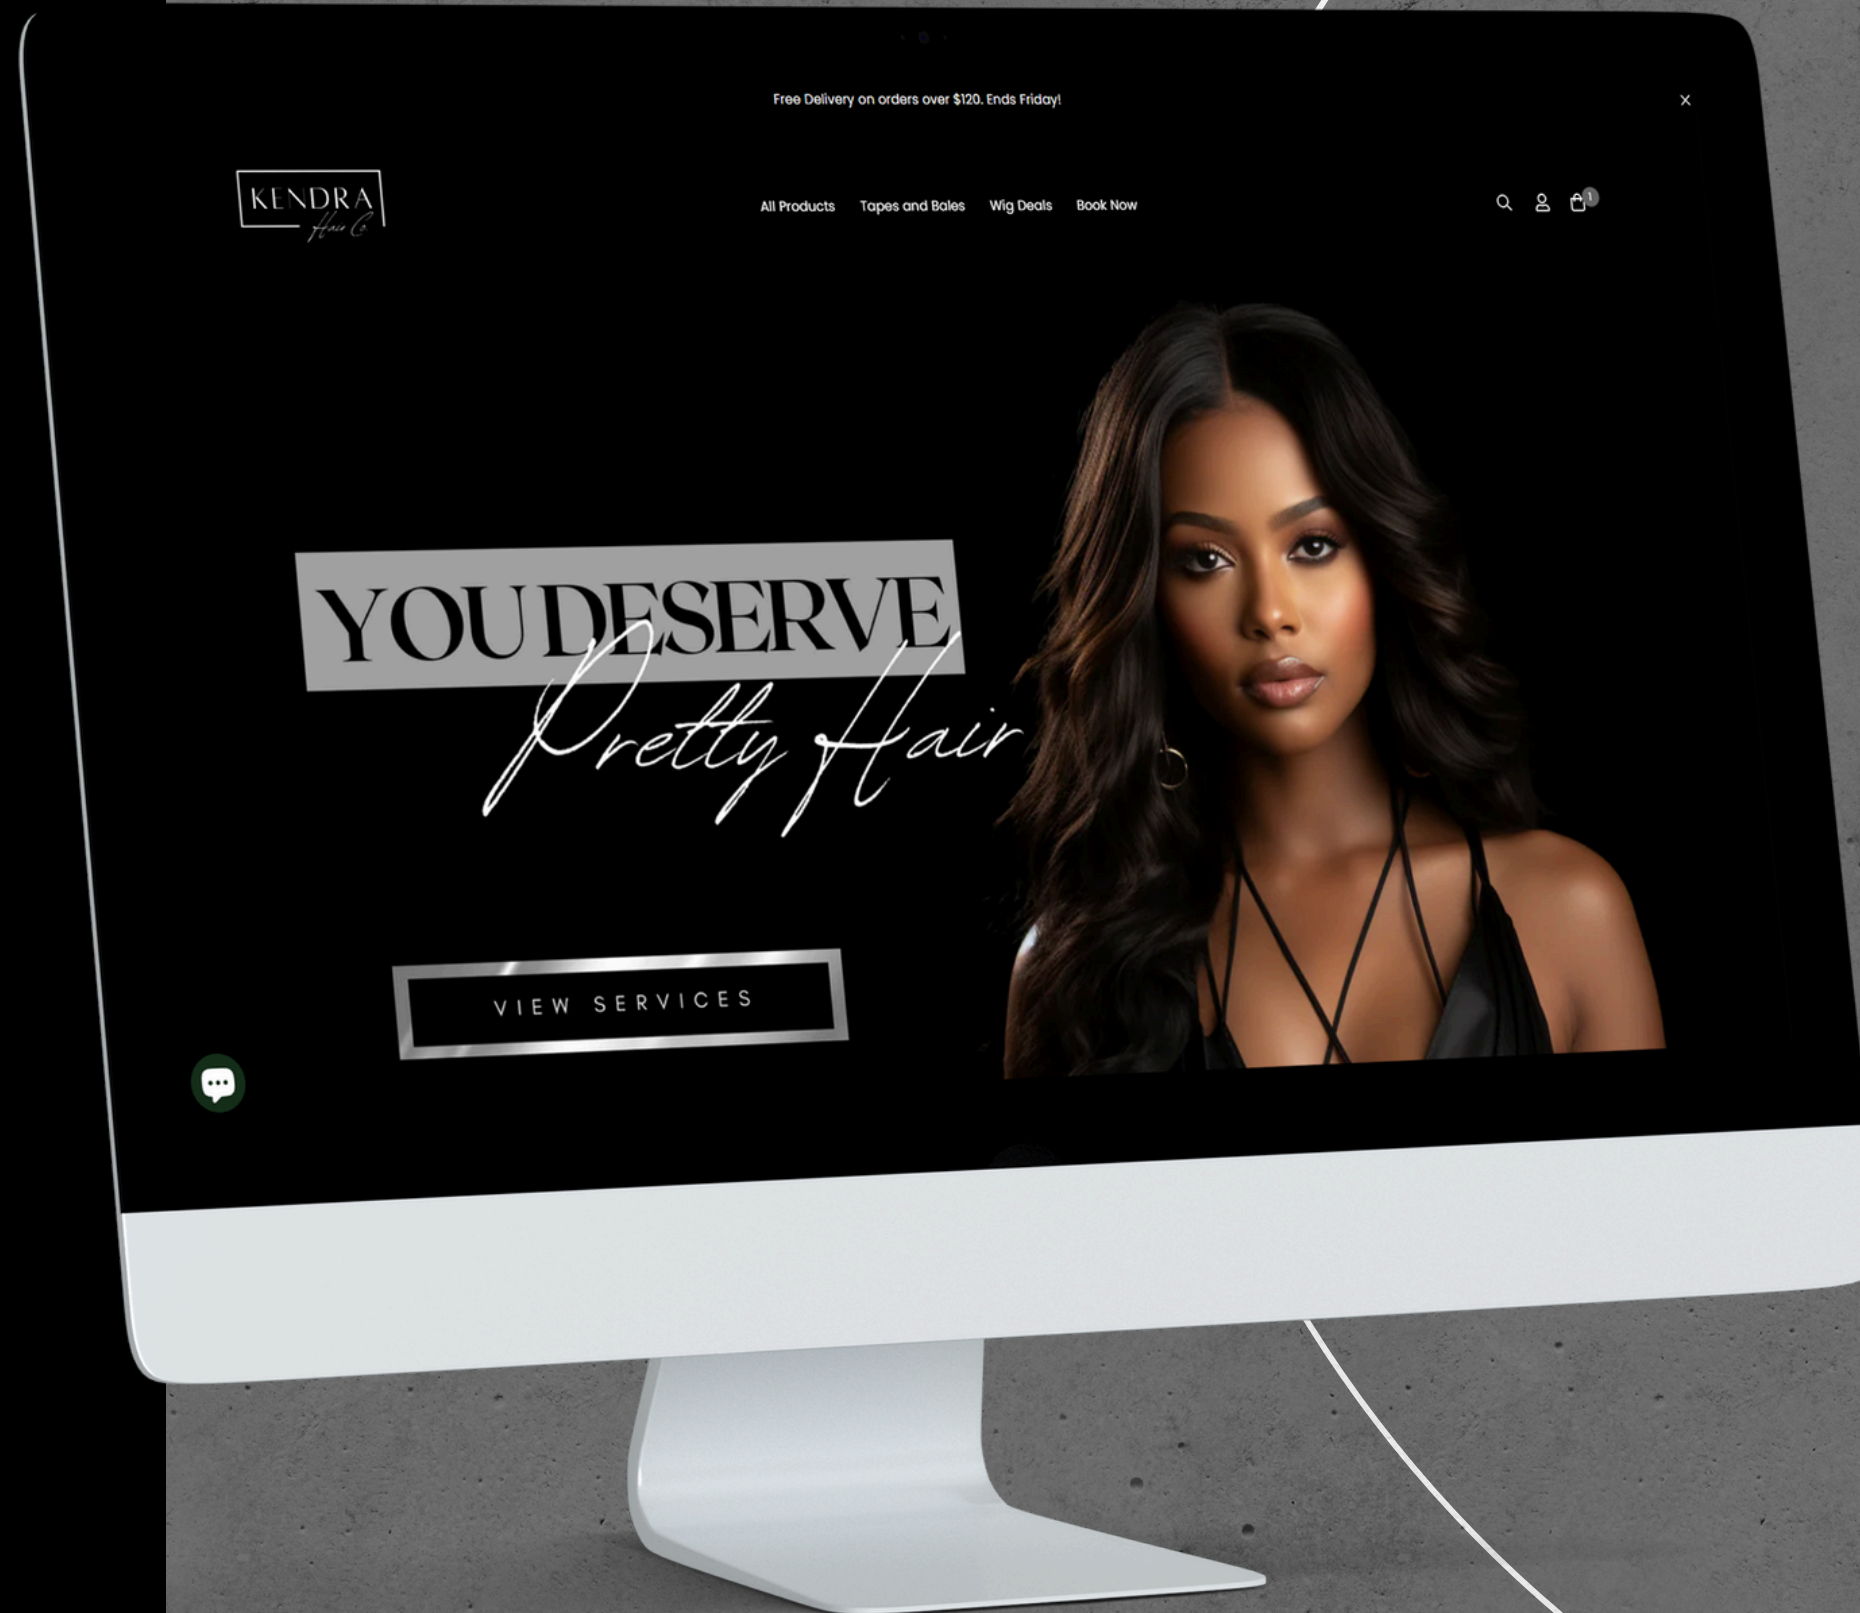 Free Delivery on orders over $120. Ends Friday!
KENDRA
Hair Co.
All Products Tapes and Bales Wig Deals Book Now
1
YOU DESERVE
Pretty Hair
VIEW SERVICES